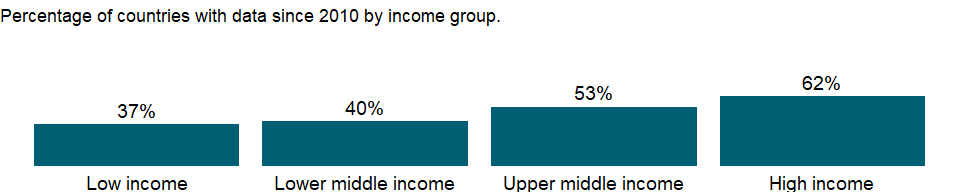 Percentage of countries with data since 2010 by income group.
37%
40%
53%
62%
Low income
Lower middle income
Upper middle income
High income